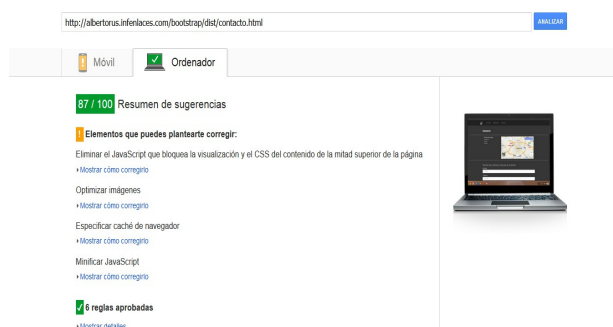 http://albertorus.infenlaces.com/bootstrap/dist/contacto.html
ANALIZAR
Móvil
Ordenador
87 / 100 Resumen de sugerencias
Elementos que puedes plantearte corregir:
Eliminar el JavaScript que bloquea la visualización y el CSS del contenido de la mitad superior de la página
Mostrar cómo corregirlo
Optimizar imágenes
Mostrar cómo corregirlo
Especificar caché de navegador
Mostrar cómo corregirlo
Minificar JavaScript
Mostrar cómo corregirlo
6 reglas aprobadas
Mostrar detalles